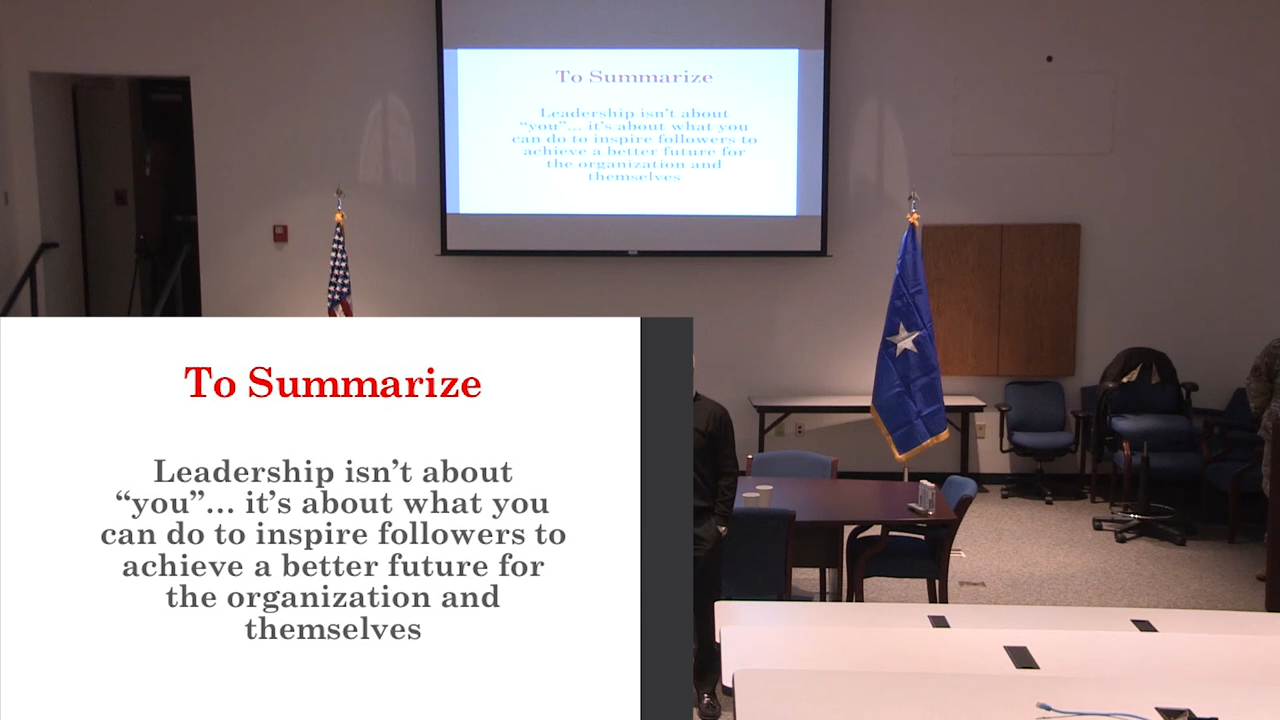 To Summarize
Leadership isn't about
“you”... it's about what you
can do to inspire followers to
achieve a better future for
the organization and
themselves
To Summarize
Leadership isn’t about
“you”... it’s about what you
can do to inspire followers to
achieve a better future for
the organization and
themselves